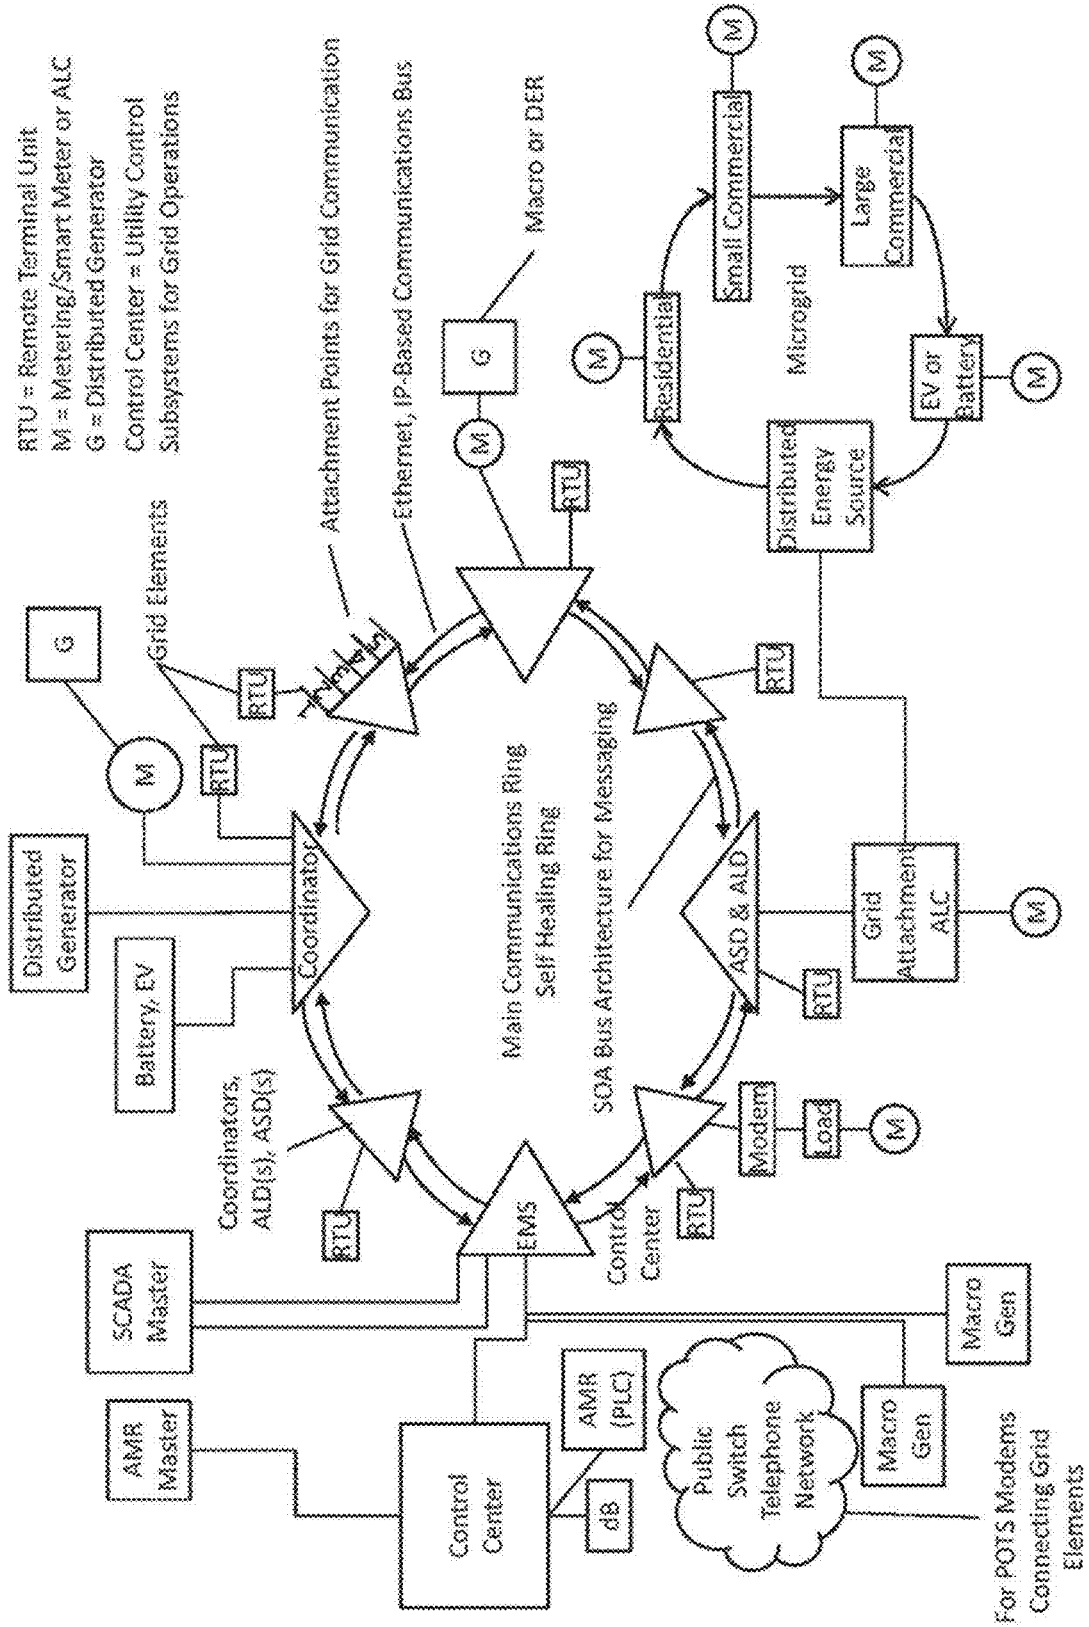 RTU = Remote Terminal Unit
M = Metering/Smart Meter or ALC
G = Distributed Generator
Control Center = Utility Control
Subsystems for Grid Operations
AMR
Master
SCADA
Master
Battery, EV
Distributed
Generator
G
M
Grid Elements
RTU
RTU
Coordinators,
ALD(s), ASD(s)
RTU
Coordinator
Attachment Points for Grid Communication
Ethernet, IP-Based Communications Bus
Macro or DER
G
M
RTU
Control
Center
dB
AMR
(PLC)
EMS
Control
Center
Main Communications Ring
Self Healing Ring
SOA Bus Architecture for Messaging
RTU
Modem
Load
M
ASD & ALD
RTU
RTU
Grid
Attachment
ALC
M
Public
Switch
Telephone
Network
Macro
Gen
Macro
Gen
For POTS Modems
Connecting Grid
Elements
Residential
M
Small Commercial
M
Large
Commercial
M
Microgrid
EV or
Battery
M
Distributed
Energy
Source